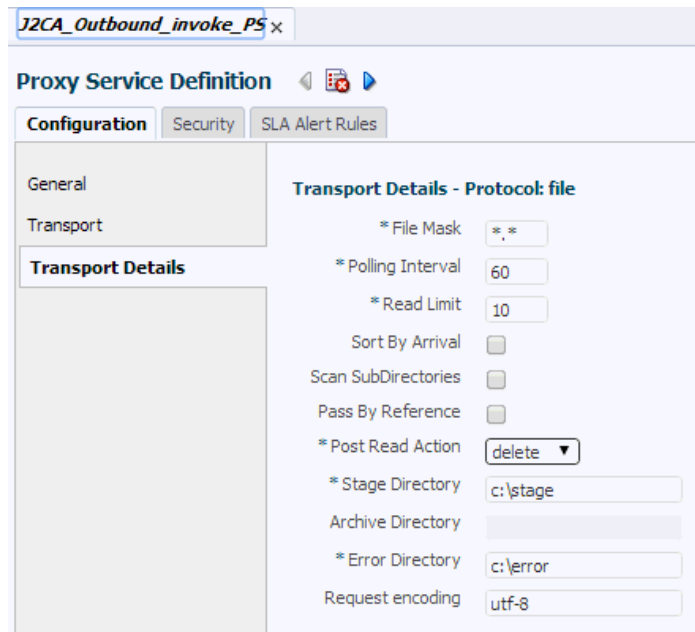 J2CA_Outbound_invoke_PS x
Proxy Service Definition
Configuration Security SLA Alert Rules
General
Transport
Transport Details
Transport Details - Protocol: file
* File Mask *.*
* Polling Interval 60
* Read Limit 10
Sort By Arrival
Scan SubDirectories
Pass By Reference
* Post Read Action delete
* Stage Directory c:\stage
Archive Directory
* Error Directory c:\error
Request encoding utf-8